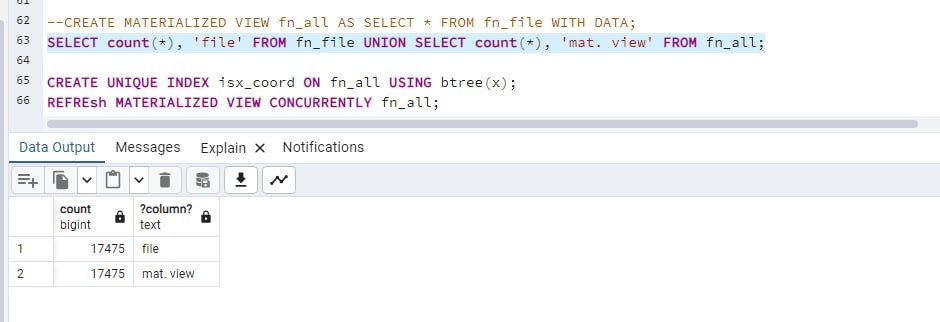 61
62 --CREATE MATERIALIZED VIEW fn_all AS SELECT * FROM fn_file WITH DATA;
63 SELECT count(*), 'file' FROM fn_file UNION SELECT count(*), 'mat. view' FROM fn_all;
64
65 CREATE UNIQUE INDEX isx_coord ON fn_all USING btree(x);
66 REFREsh MATERIALIZED VIEW CONCURRENTLY fn_all;
Data Output Messages Explain × Notifications
count ?column?
bigint text
1 17475 file
2 17475 mat. view